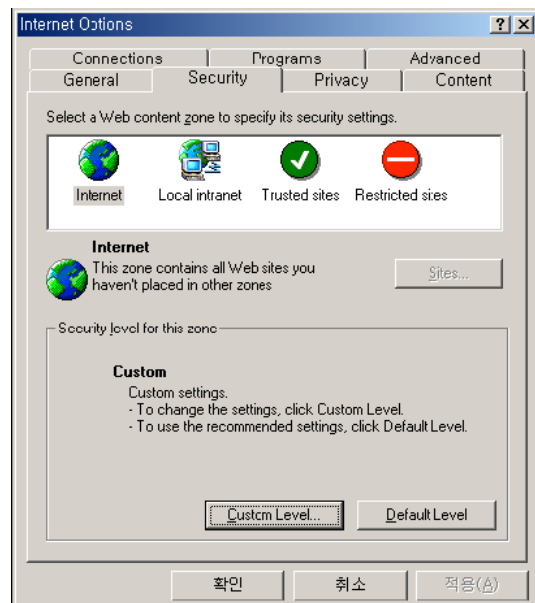 Internet Options
Connections Programs Advanced
General Security Privacy Content
Select a Web content zone to specify its security settings.
Internet Local intranet Trusted sites Restricted sites
Internet
This zone contains all Web sites you
haven't placed in other zones
Sites...
Security level for this zone
Custom
Custom settings.
- To change the settings, click Custom Level.
- To use the recommended settings, click Default Level.
Custom Level... Default Level
확인 취소 적용(A)